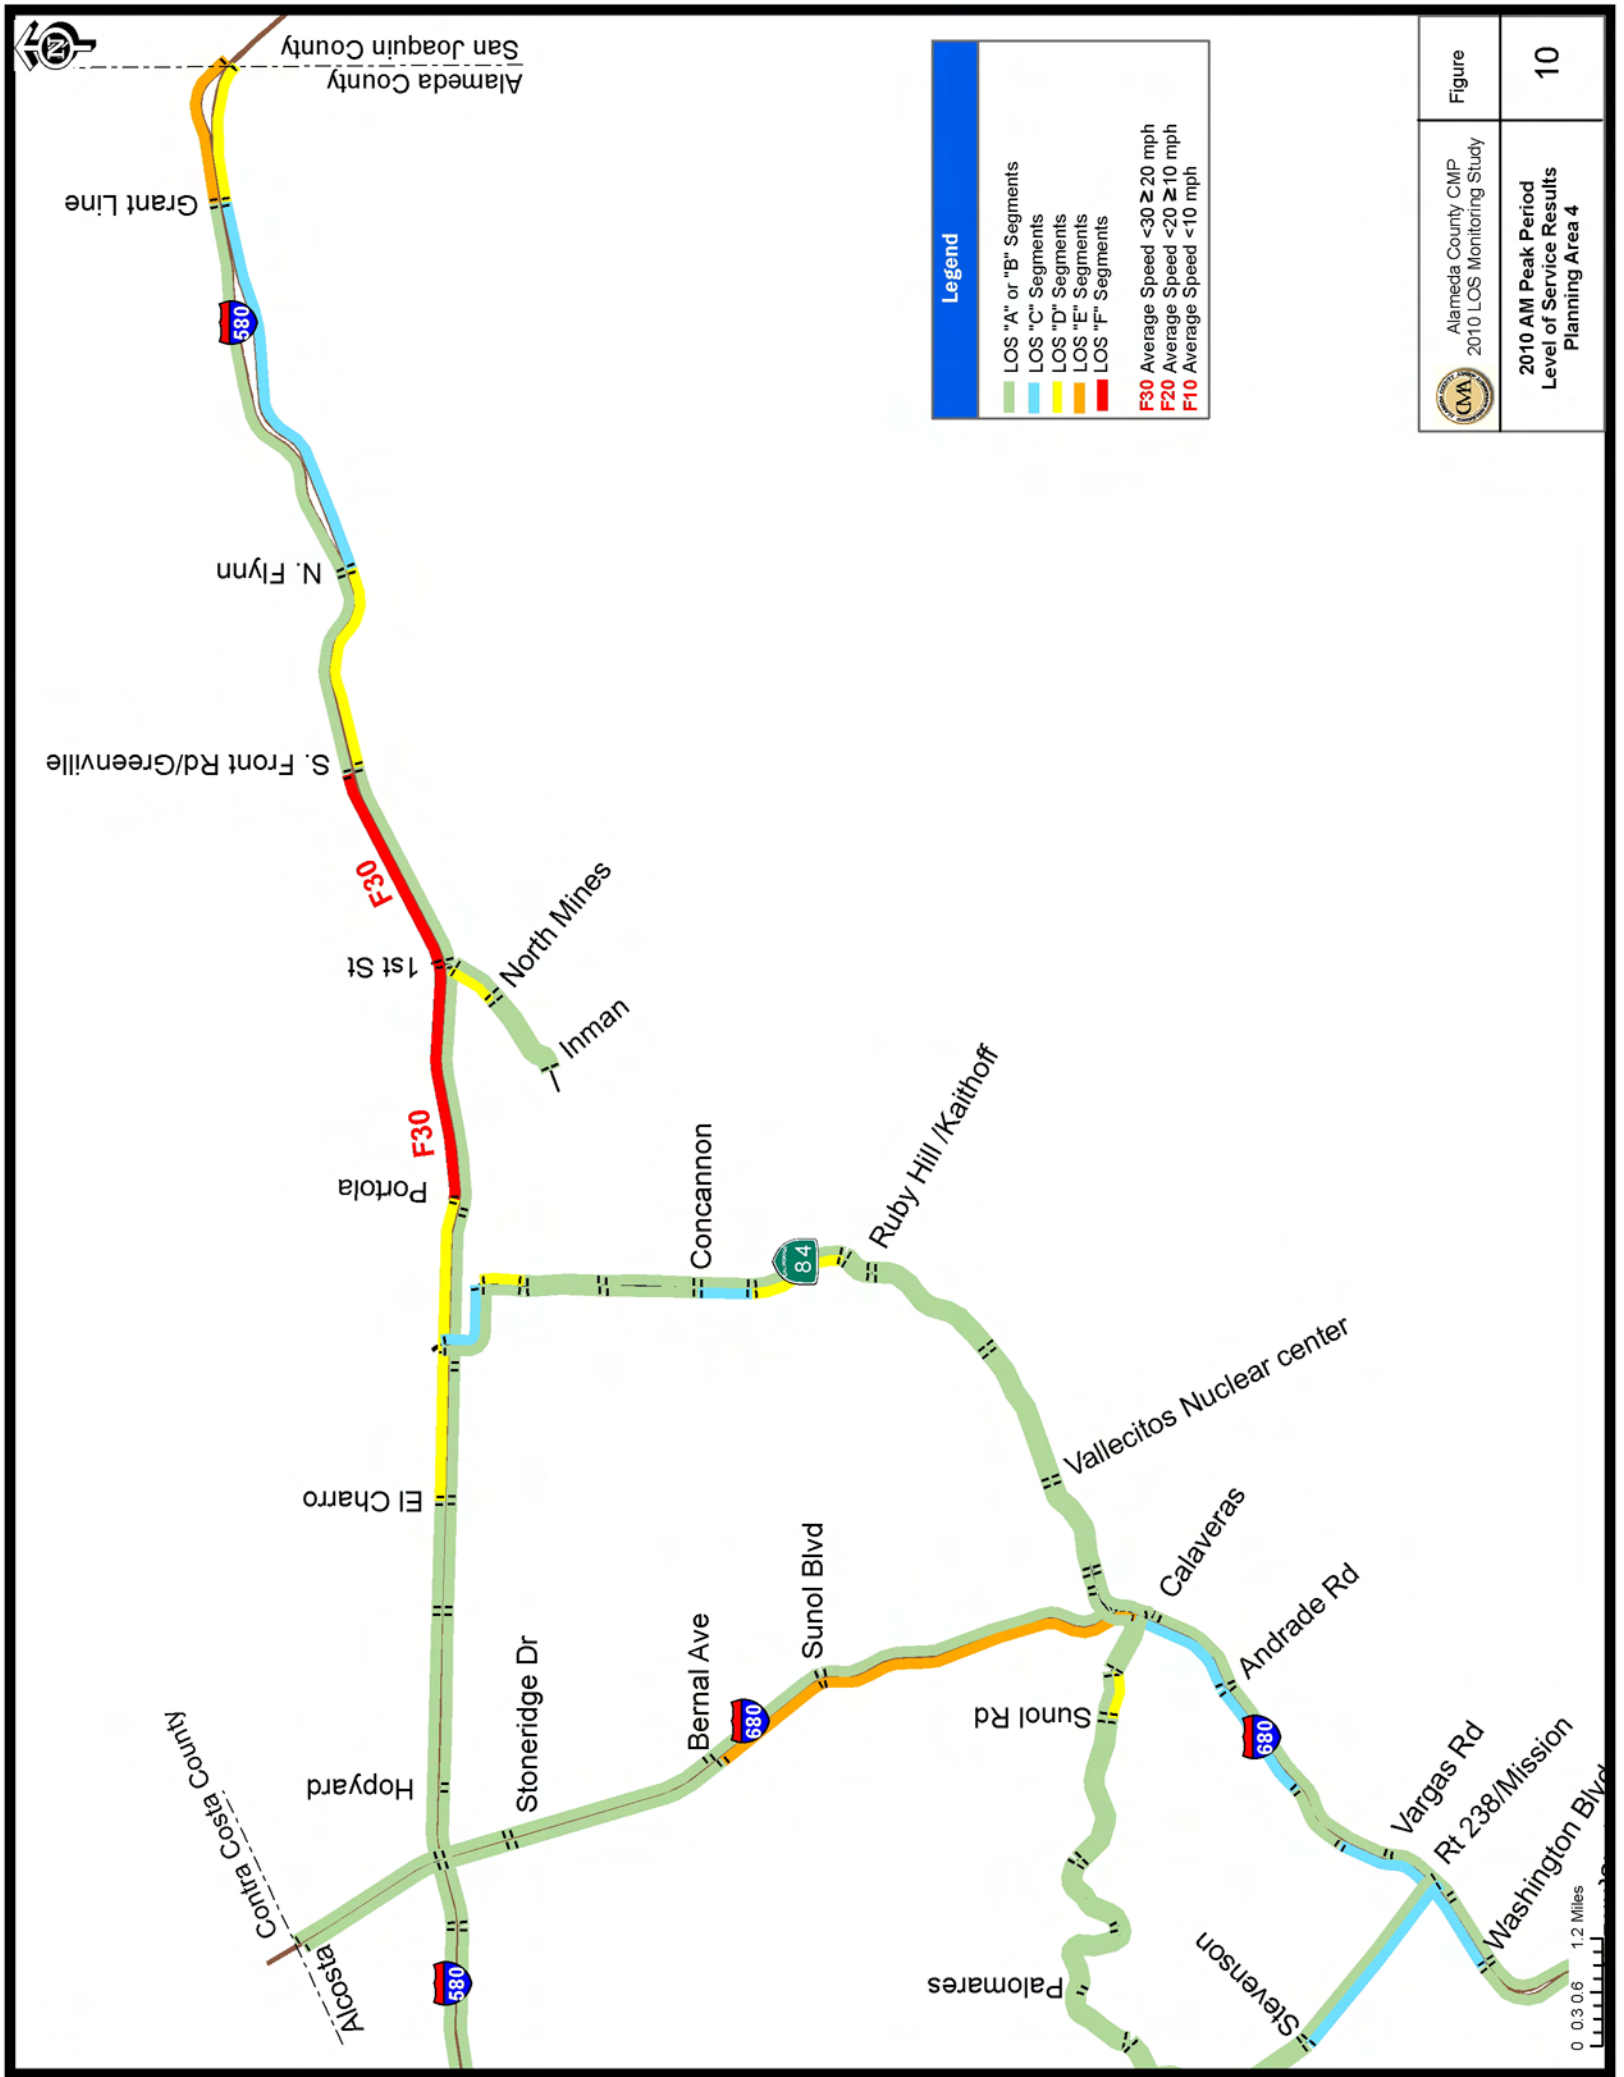 San Joaquin County
Alameda County
Grant Line
580
N. Flynn
S. Front Rd/Greenville
F30
1st St
North Mines
Inman
F30
Portola
Concannon
84
Ruby Hill /Kaithoff
Vallecitos Nuclear center
El Charro
Calaveras
Sunol Blvd
Andrade Rd
Bernal Ave
680
Stoneridge Dr
Sunol Rd
Hopyard
680
Contra Costa County
Alcosta
580
Vargas Rd
Rt 238/Mission
Washington Blvd
Palomares
Stevenson
0 0.3 0.6 1.2 Miles
Legend
LOS "A" or "B" Segments
LOS "C" Segments
LOS "D" Segments
LOS "E" Segments
LOS "F" Segments
F30 Average Speed <30 ≥ 20 mph
F20 Average Speed <20 ≥ 10 mph
F10 Average Speed <10 mph
Alameda County CMP
2010 LOS Monitoring Study
Figure
2010 AM Peak Period
Level of Service Results
Planning Area 4
10
N